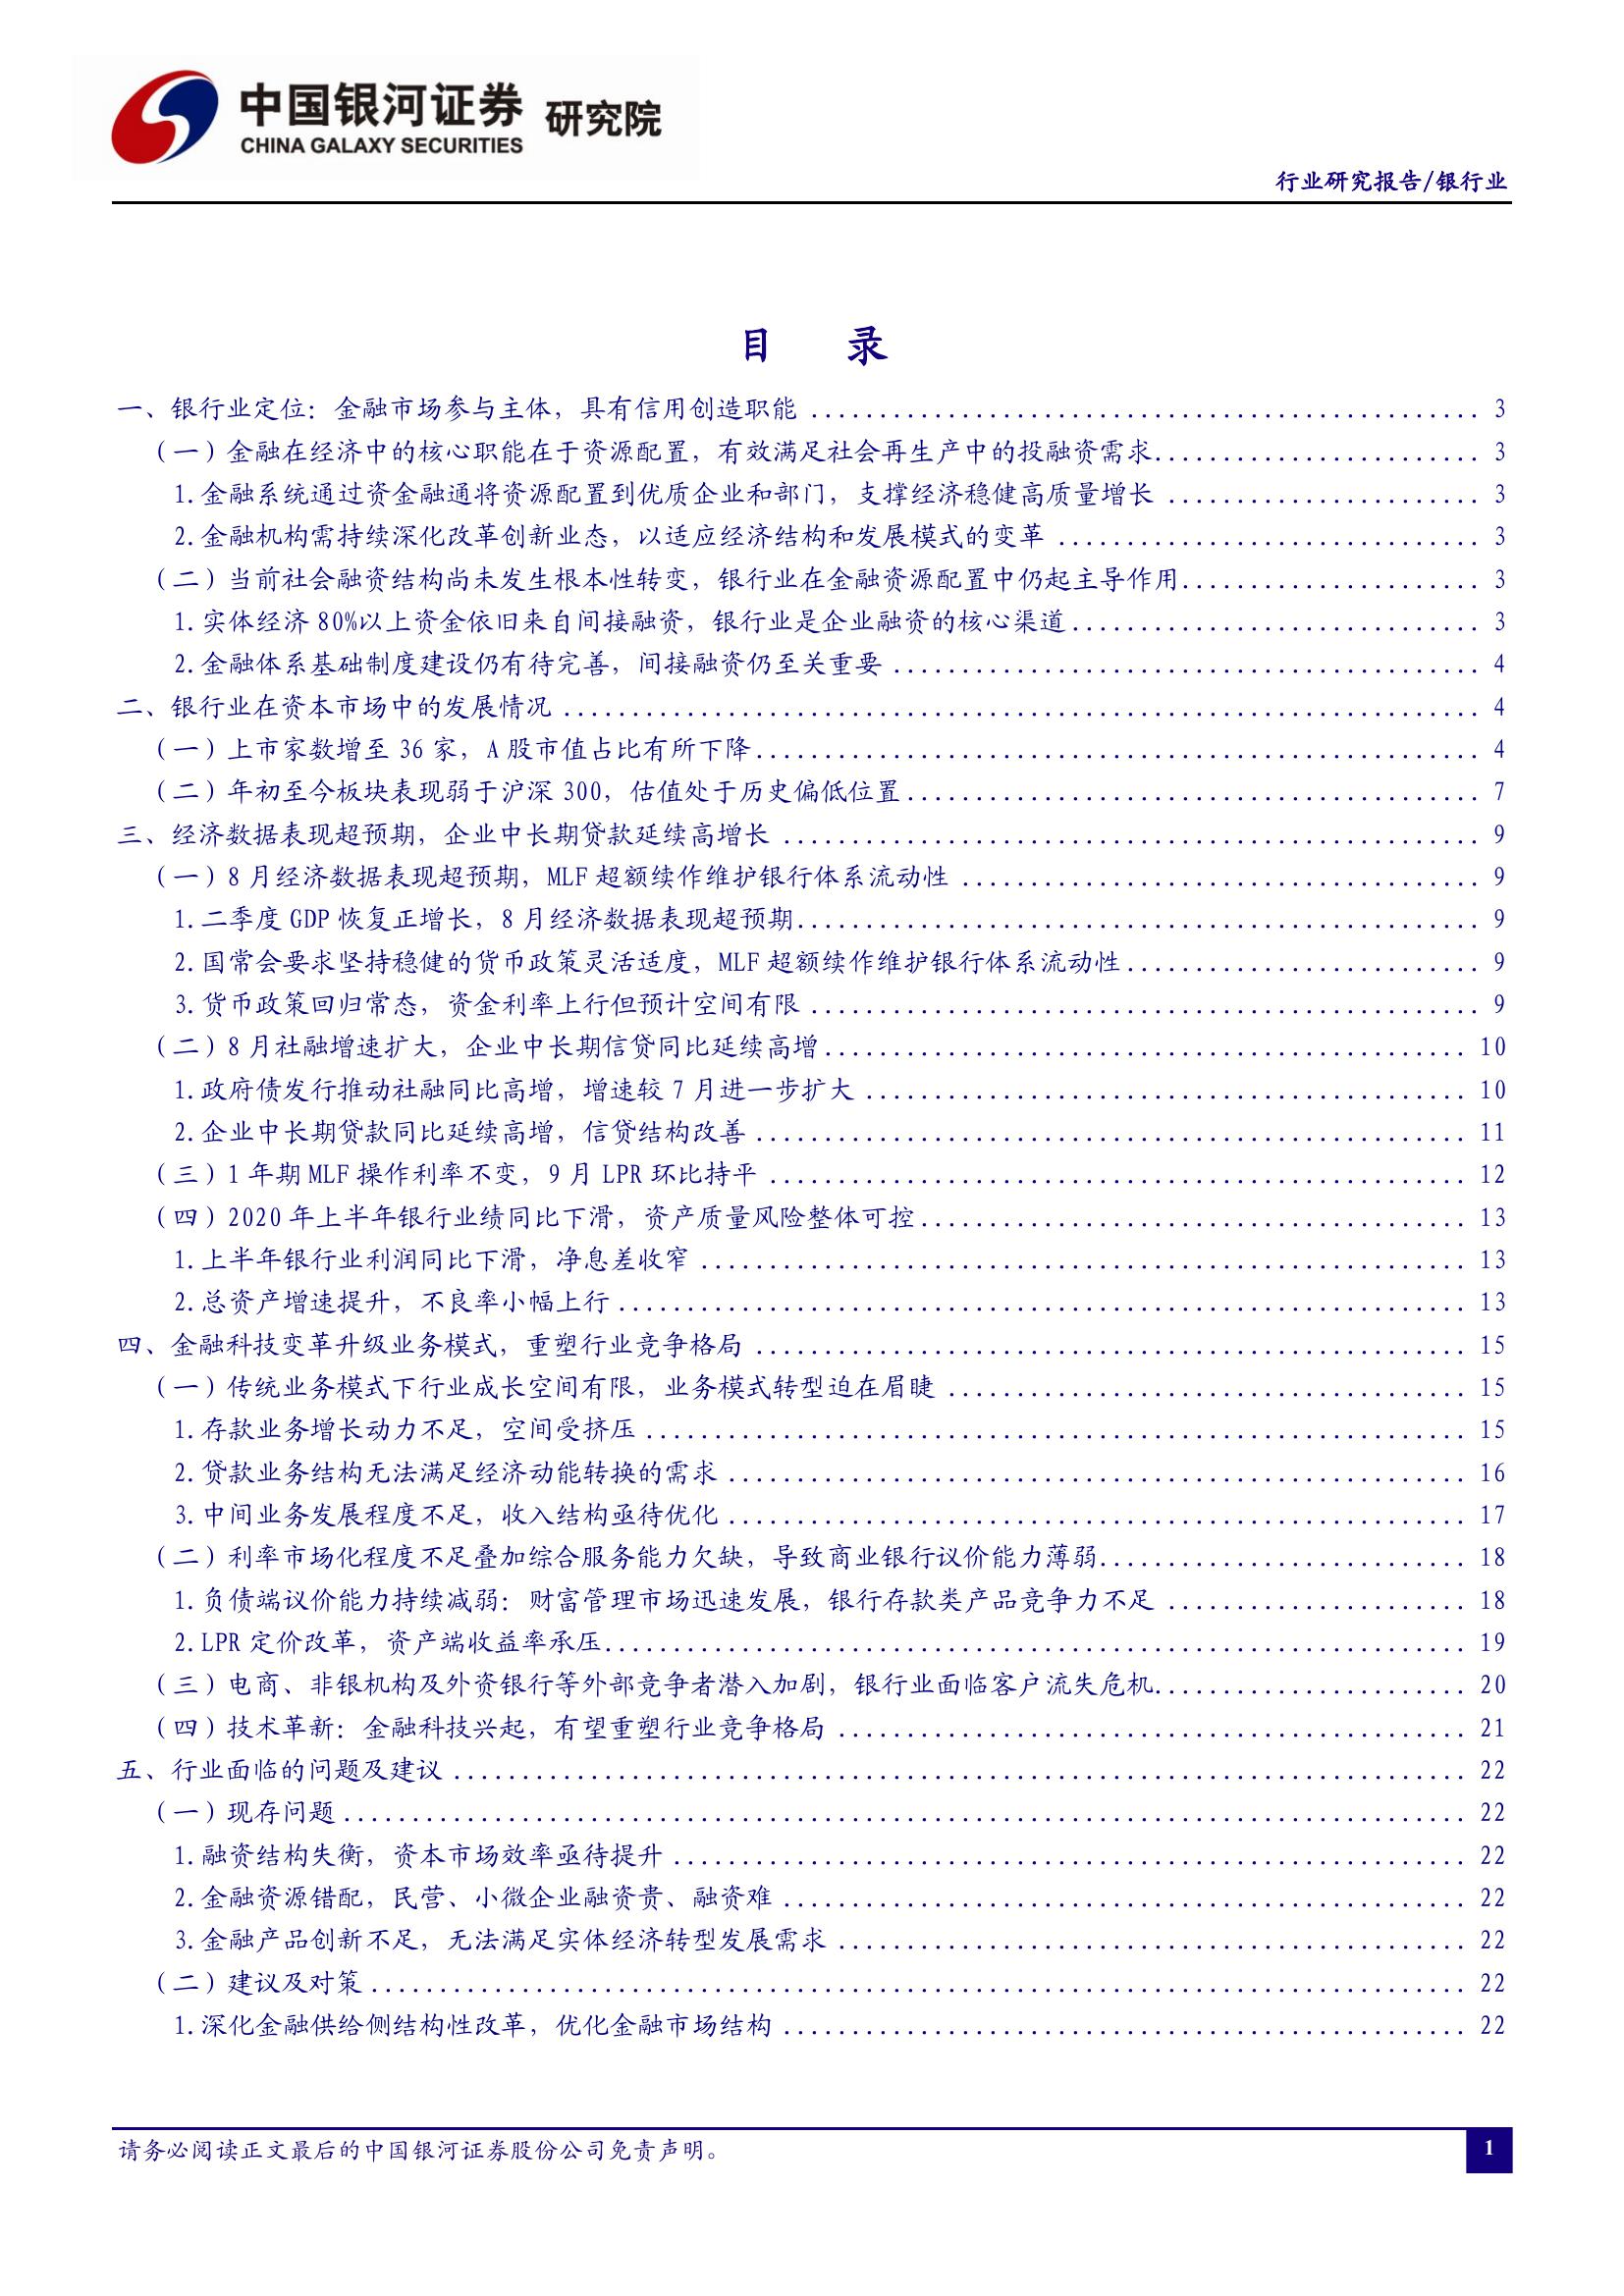 中国银河证券 研究院
CHINA GALAXY SECURITIES
行业研究报告/银行业
目 录
一、银行业定位：金融市场参与主体，具有信用创造职能 .................................................. 3
（一）金融在经济中的核心职能在于资源配置，有效满足社会再生产中的投融资需求........................ 3
1.金融系统通过资金融通将资源配置到优质企业和部门，支撑经济稳健高质量增长 ....................... 3
2.金融机构需持续深化改革创新业态，以适应经济结构和发展模式的变革 ............................... 3
（二）当前社会融资结构尚未发生根本性转变，银行业在金融资源配置中仍起主导作用...................... 3
1.实体经济 80%以上资金依旧来自间接融资，银行业是企业融资的核心渠道.............................. 3
2.金融体系基础制度建设仍有待完善，间接融资仍至关重要 ........................................... 4
二、银行业在资本市场中的发展情况 .................................................................... 4
（一）上市家数增至 36 家，A 股市值占比有所下降...................................................... 4
（二）年初至今板块表现弱于沪深 300，估值处于历史偏低位置........................................... 7
三、经济数据表现超预期，企业中长期贷款延续高增长 .................................................... 9
（一）8 月经济数据表现超预期，MLF 超额续作维护银行体系流动性 ....................................... 9
1.二季度 GDP 恢复正增长，8 月经济数据表现超预期.................................................. 9
2.国常会要求坚持稳健的货币政策灵活适度，MLF 超额续作维护银行体系流动性.......................... 9
3.货币政策回归常态，资金利率上行但预计空间有限 ................................................. 9
（二）8 月社融增速扩大，企业中长期信贷同比延续高增................................................ 10
1.政府债发行推动社融同比高增，增速较 7 月进一步扩大 ............................................ 10
2.企业中长期贷款同比延续高增，信贷结构改善 .................................................... 11
（三）1 年期 MLF 操作利率不变，9 月 LPR 环比持平 ................................................... 12
（四）2020 年上半年银行业绩同比下滑，资产质量风险整体可控......................................... 13
1.上半年银行业利润同比下滑，净息差收窄 ........................................................ 13
2.总资产增速提升，不良率小幅上行 .............................................................. 13
四、金融科技变革升级业务模式，重塑行业竞争格局 ..................................................... 15
（一）传统业务模式下行业成长空间有限，业务模式转型迫在眉睫 ....................................... 15
1.存款业务增长动力不足，空间受挤压 ............................................................ 15
2.贷款业务结构无法满足经济动能转换的需求 ...................................................... 16
3.中间业务发展程度不足，收入结构亟待优化 ...................................................... 17
（二）利率市场化程度不足叠加综合服务能力欠缺，导致商业银行议价能力薄弱........................... 18
1.负债端议价能力持续减弱：财富管理市场迅速发展，银行存款类产品竞争力不足 ...................... 18
2.LPR 定价改革，资产端收益率承压............................................................... 19
（三）电商、非银机构及外资银行等外部竞争者潜入加剧，银行业面临客户流失危机....................... 20
（四）技术革新：金融科技兴起，有望重塑行业竞争格局 .............................................. 21
五、行业面临的问题及建议 ........................................................................... 22
（一）现存问题................................................................................... 22
1.融资结构失衡，资本市场效率亟待提升 .......................................................... 22
2.金融资源错配，民营、小微企业融资贵、融资难 .................................................. 22
3.金融产品创新不足，无法满足实体经济转型发展需求 .............................................. 22
（二）建议及对策................................................................................. 22
1.深化金融供给侧结构性改革，优化金融市场结构 .................................................. 22
请务必阅读正文最后的中国银河证券股份公司免责声明。
1